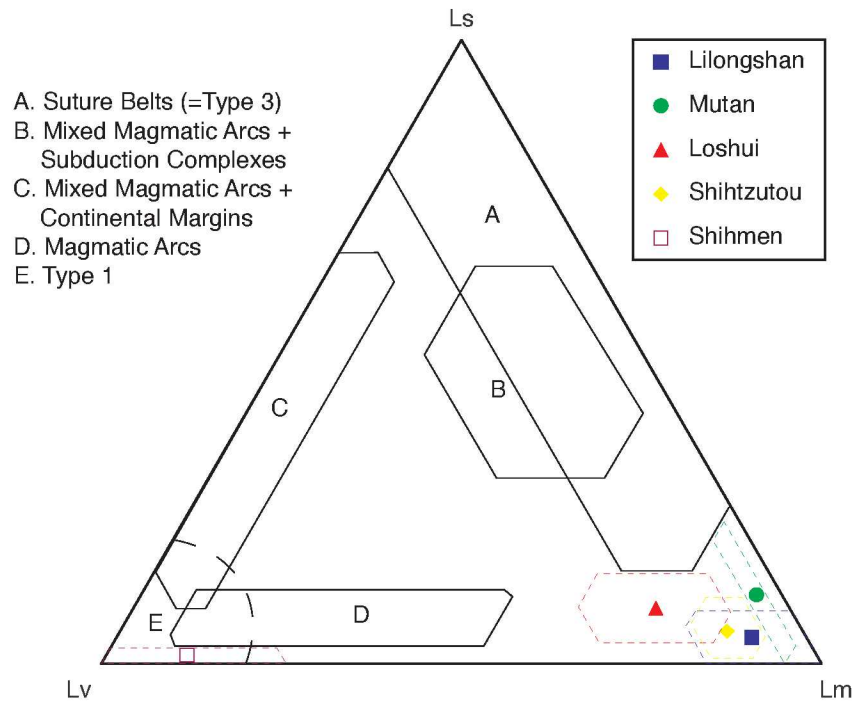 Ls
A. Suture Belts (=Type 3)
B. Mixed Magmatic Arcs +
Subduction Complexes
C. Mixed Magmatic Arcs +
Continental Margins
D. Magmatic Arcs
E. Type 1
Lilongshan
Mutan
Loshui
Shihtzutou
Shihmen
A
B
C
D
E
Lv
Lm